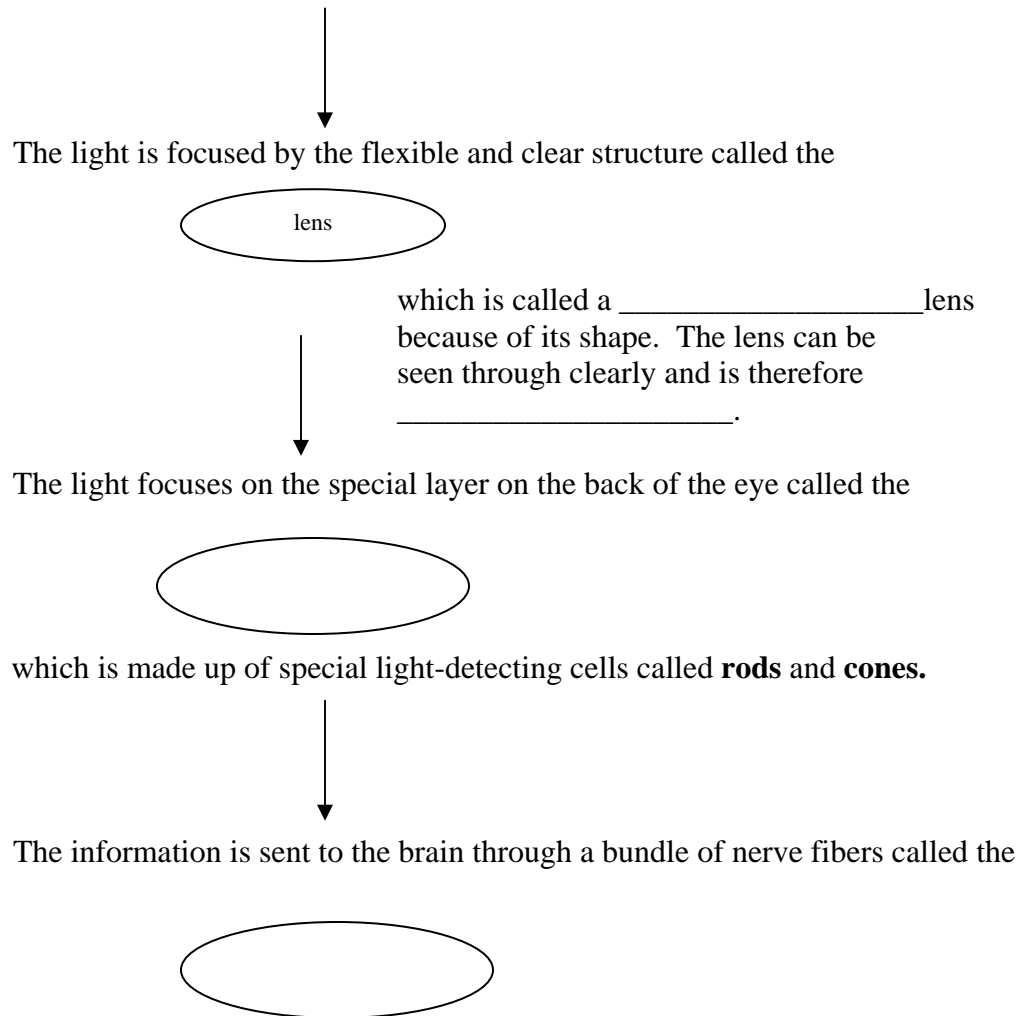 The light is focused by the flexible and clear structure called the
lens
which is called a ___________________lens
because of its shape.  The lens can be
seen through clearly and is therefore
_____________________.
The light focuses on the special layer on the back of the eye called the
which is made up of special light-detecting cells called rods and cones.
The information is sent to the brain through a bundle of nerve fibers called the